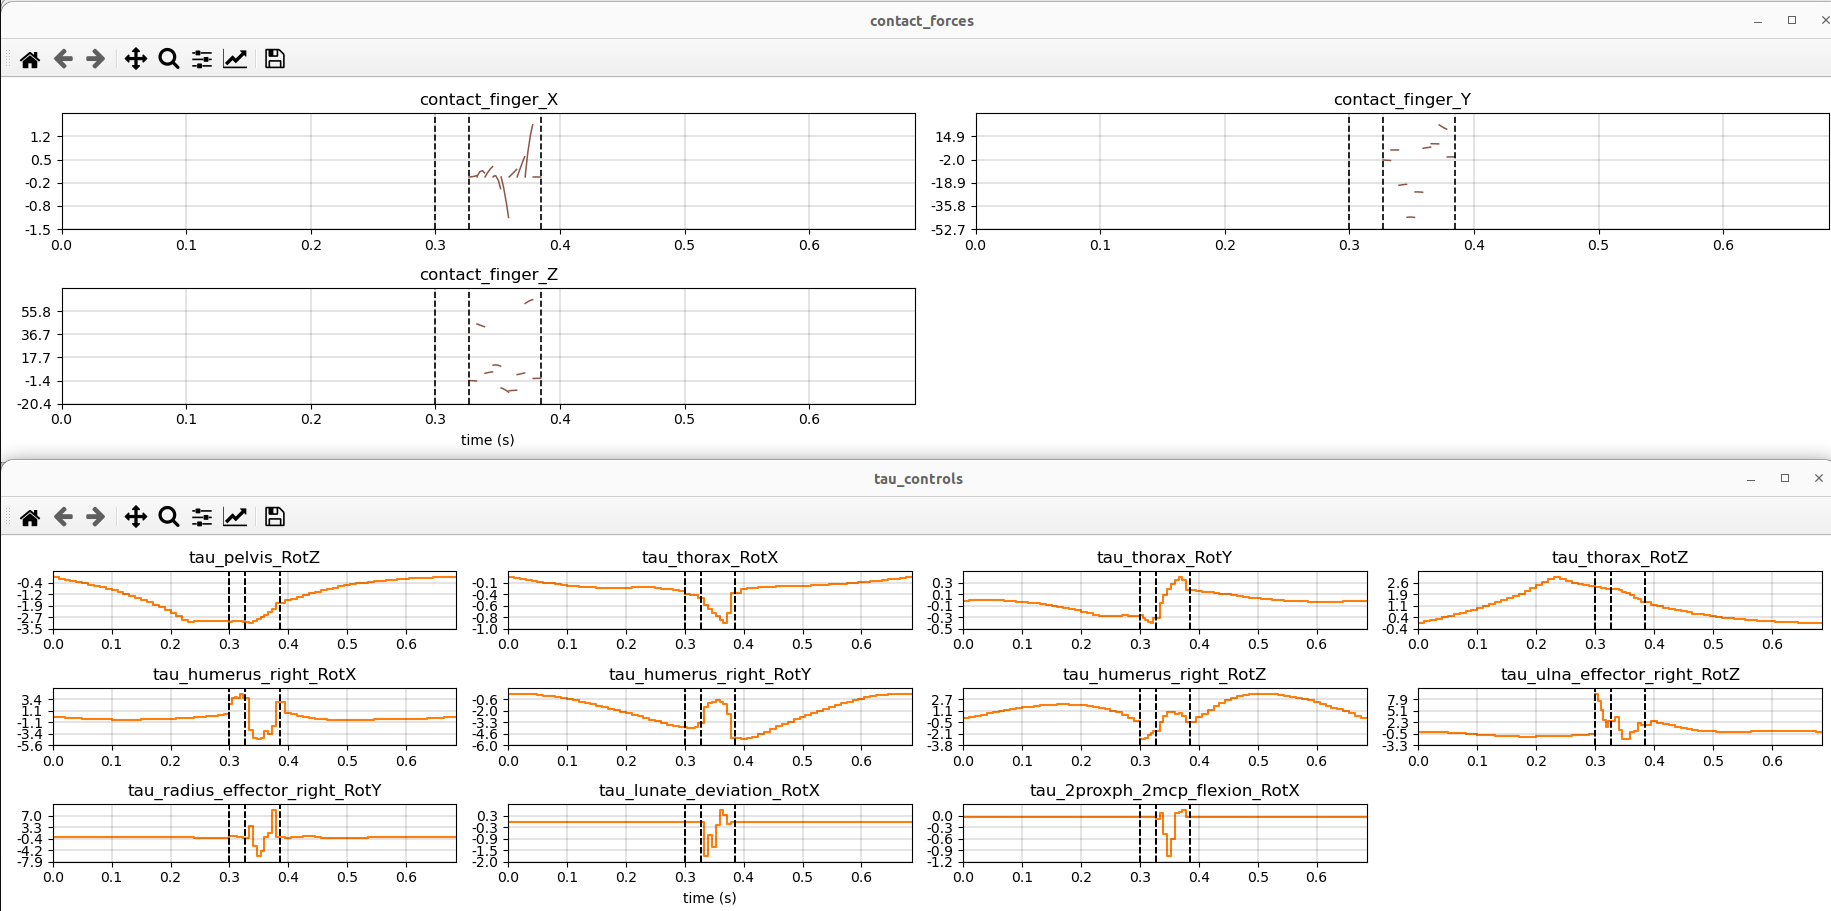 contact_forces
contact_finger_X
contact_finger_Y
1.2
0.5
-0.2
-0.8
-1.5
0.0 0.1 0.2 0.3 0.4 0.5 0.6
14.9
-2.0
-18.9
-35.8
-52.7
0.0 0.1 0.2 0.3 0.4 0.5 0.6
contact_finger_Z
55.8
36.7
17.7
-1.4
-20.4
0.0 0.1 0.2 0.3 0.4 0.5 0.6
time (s)
tau_controls
tau_pelvis_RotZ
-0.4
-1.2
-1.9
-2.7
-3.5
0.0 0.1 0.2 0.3 0.4 0.5 0.6
tau_thorax_RotX
-0.1
-0.4
-0.6
-0.8
-1.0
0.0 0.1 0.2 0.3 0.4 0.5 0.6
tau_thorax_RotY
0.3
0.1
-0.1
-0.3
-0.5
0.0 0.1 0.2 0.3 0.4 0.5 0.6
tau_thorax_RotZ
2.6
1.9
1.1
0.4
-0.4
0.0 0.1 0.2 0.3 0.4 0.5 0.6
tau_humerus_right_RotX
3.4
1.1
-1.1
-3.4
-5.6
0.0 0.1 0.2 0.3 0.4 0.5 0.6
tau_humerus_right_RotY
-0.6
-2.0
-3.3
-4.6
-6.0
0.0 0.1 0.2 0.3 0.4 0.5 0.6
tau_humerus_right_RotZ
2.7
1.1
-0.5
-2.1
-3.8
0.0 0.1 0.2 0.3 0.4 0.5 0.6
tau_ulna_effector_right_RotZ
7.9
5.1
2.3
-0.5
-3.3
0.0 0.1 0.2 0.3 0.4 0.5 0.6
tau_radius_effector_right_RotY
7.0
3.3
-0.4
-4.2
-7.9
0.0 0.1 0.2 0.3 0.4 0.5 0.6
tau_lunate_deviation_RotX
0.3
-0.3
-0.9
-1.5
-2.0
0.0 0.1 0.2 0.3 0.4 0.5 0.6
time (s)
tau_2proxph_2mcp_flexion_RotX
0.0
-0.3
-0.6
-0.9
-1.2
0.0 0.1 0.2 0.3 0.4 0.5 0.6